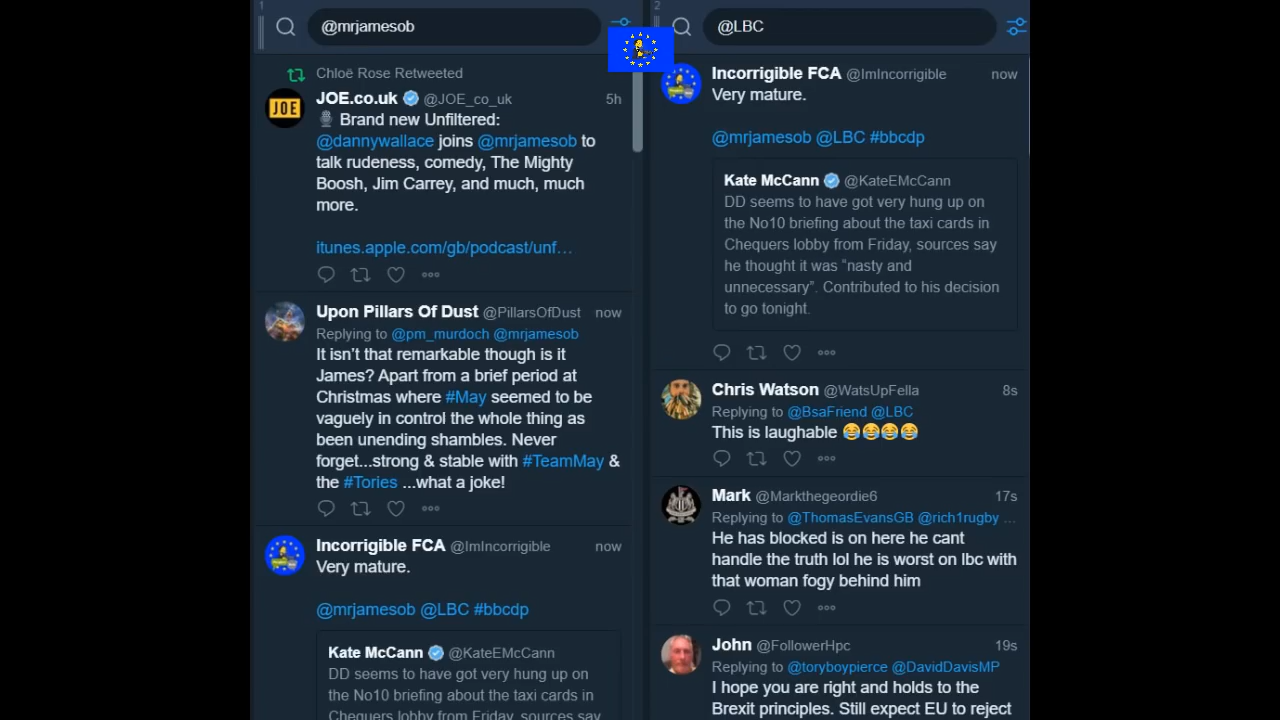 1
@mrjamesob
Chloë Rose Retweeted
JOE
JOE.co.uk @JOE_co_uk 5h
Brand new Unfiltered:
@dannywallace joins @mrjamesob to
talk rudeness, comedy, The Mighty
Boosh, Jim Carrey, and much, much
more.
itunes.apple.com/gb/podcast/unf…
Upon Pillars Of Dust @PillarsOfDust now
Replying to @pm_murdoch @mrjamesob
It isn't that remarkable though is it
James? Apart from a brief period at
Christmas where #May seemed to be
vaguely in control the whole thing as
been unending shambles. Never
forget...strong & stable with #TeamMay &
the #Tories ...what a joke!
Incorrigible FCA @ImIncorrigible now
Very mature.
@mrjamesob @LBC #bbcdp
Kate McCann @KateEMcCann
DD seems to have got very hung up on
the No10 briefing about the taxi cards in
Chequers lobby from Friday, sources say
2
@LBC
Incorrigible FCA @ImIncorrigible now
Very mature.
@mrjamesob @LBC #bbcdp
Kate McCann @KateEMcCann
DD seems to have got very hung up on
the No10 briefing about the taxi cards in
Chequers lobby from Friday, sources say
he thought it was “nasty and
unnecessary”. Contributed to his decision
to go tonight.
Chris Watson @WatsUpFella 8s
Replying to @BsaFriend @LBC
This is laughable 😂😂😂😂
Mark @Markthegeordie6 17s
Replying to @ThomasEvansGB @rich1rugby ...
He has blocked is on here he cant
handle the truth lol he is worst on lbc with
that woman fogy behind him
John @FollowerHpc 19s
Replying to @toryboypierce @DavidDavisMP
I hope you are right and holds to the
Brexit principles. Still expect EU to reject